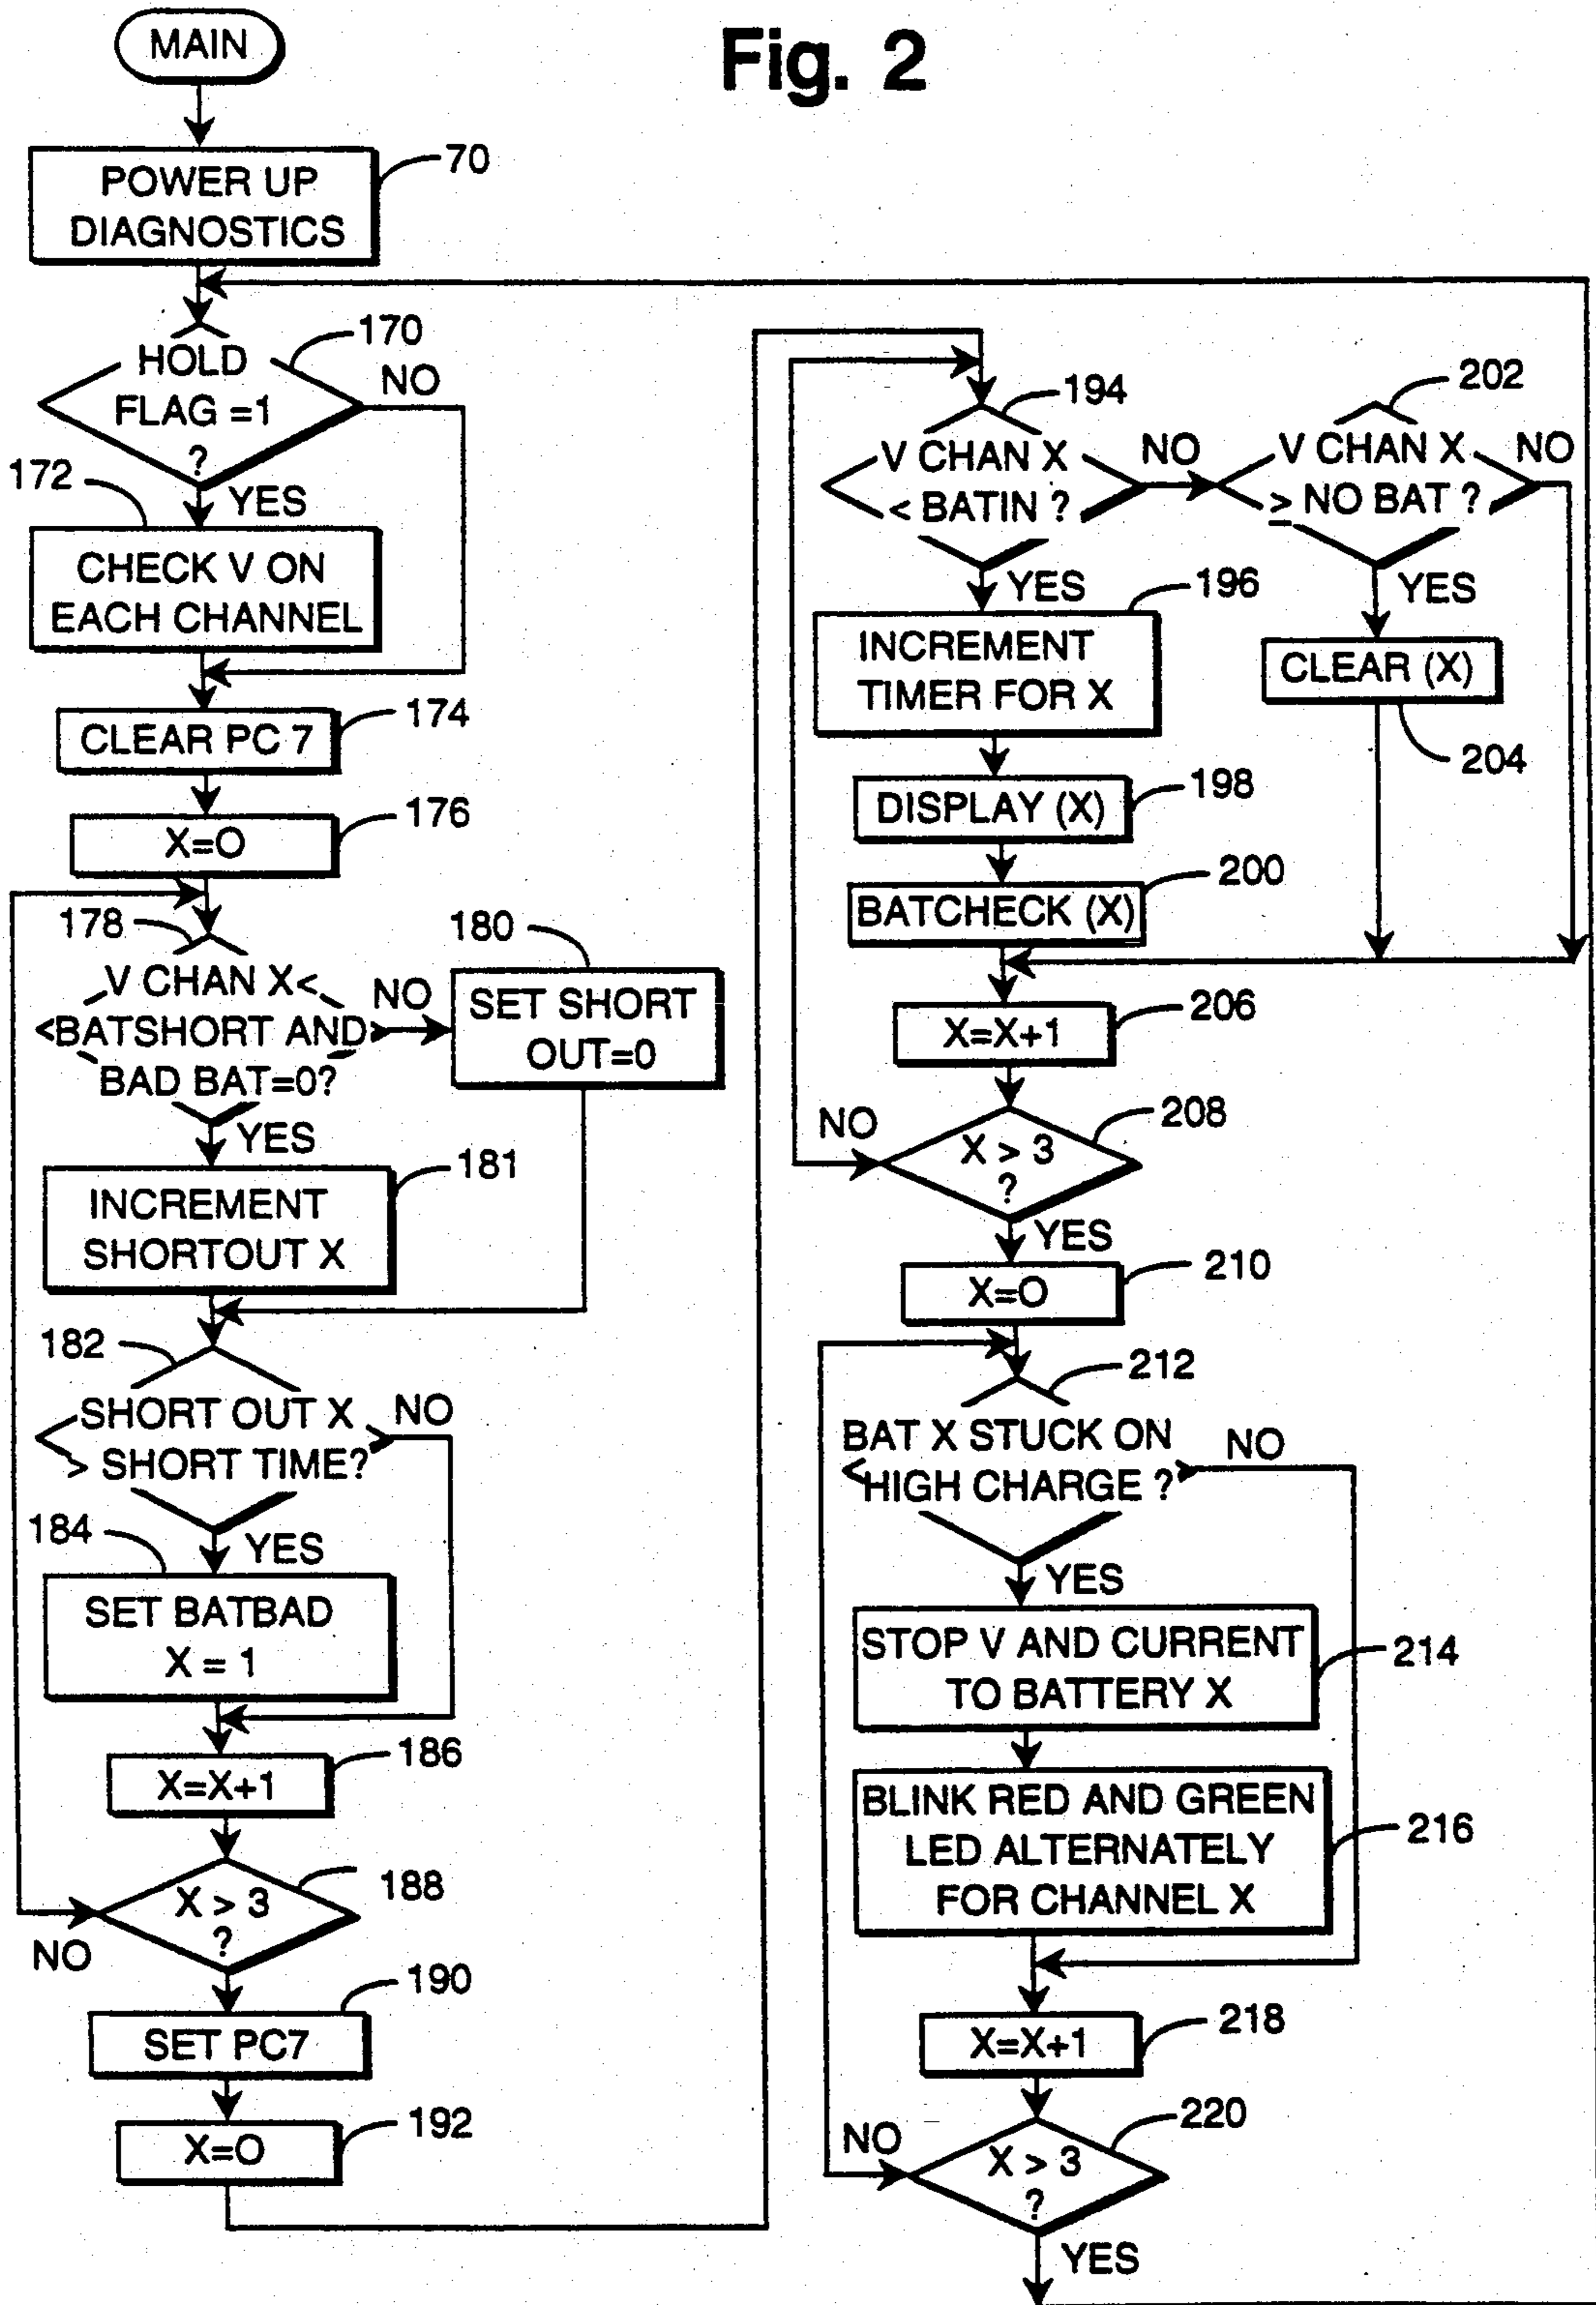 Fig. 2
MAIN
POWER UP
DIAGNOSTICS
70
HOLD
FLAG =1
?
170
NO
YES
172
CHECK V ON
EACH CHANNEL
CLEAR PC 7
174
X=O
176
178
V CHAN X<
<BATSHORT AND>
BAD BAT=0?
NO
180
SET SHORT
OUT=0
YES
INCREMENT
SHORTOUT X
181
182
SHORT OUT X
> SHORT TIME?
NO
YES
184
SET BATBAD
X = 1
X=X+1
186
X > 3
?
188
NO
190
SET PC7
X=O
192
194
V CHAN X
< BATIN ?
NO
202
V CHAN X
≥ NO BAT ?
NO
YES
196
INCREMENT
TIMER FOR X
YES
CLEAR (X)
204
DISPLAY (X)
198
BATCHECK (X)
200
X=X+1
206
X > 3
?
208
NO
YES
X=O
210
212
BAT X STUCK ON
HIGH CHARGE ?
NO
YES
STOP V AND CURRENT
TO BATTERY X
214
BLINK RED AND GREEN
LED ALTERNATELY
FOR CHANNEL X
216
X=X+1
218
X > 3
?
220
NO
YES